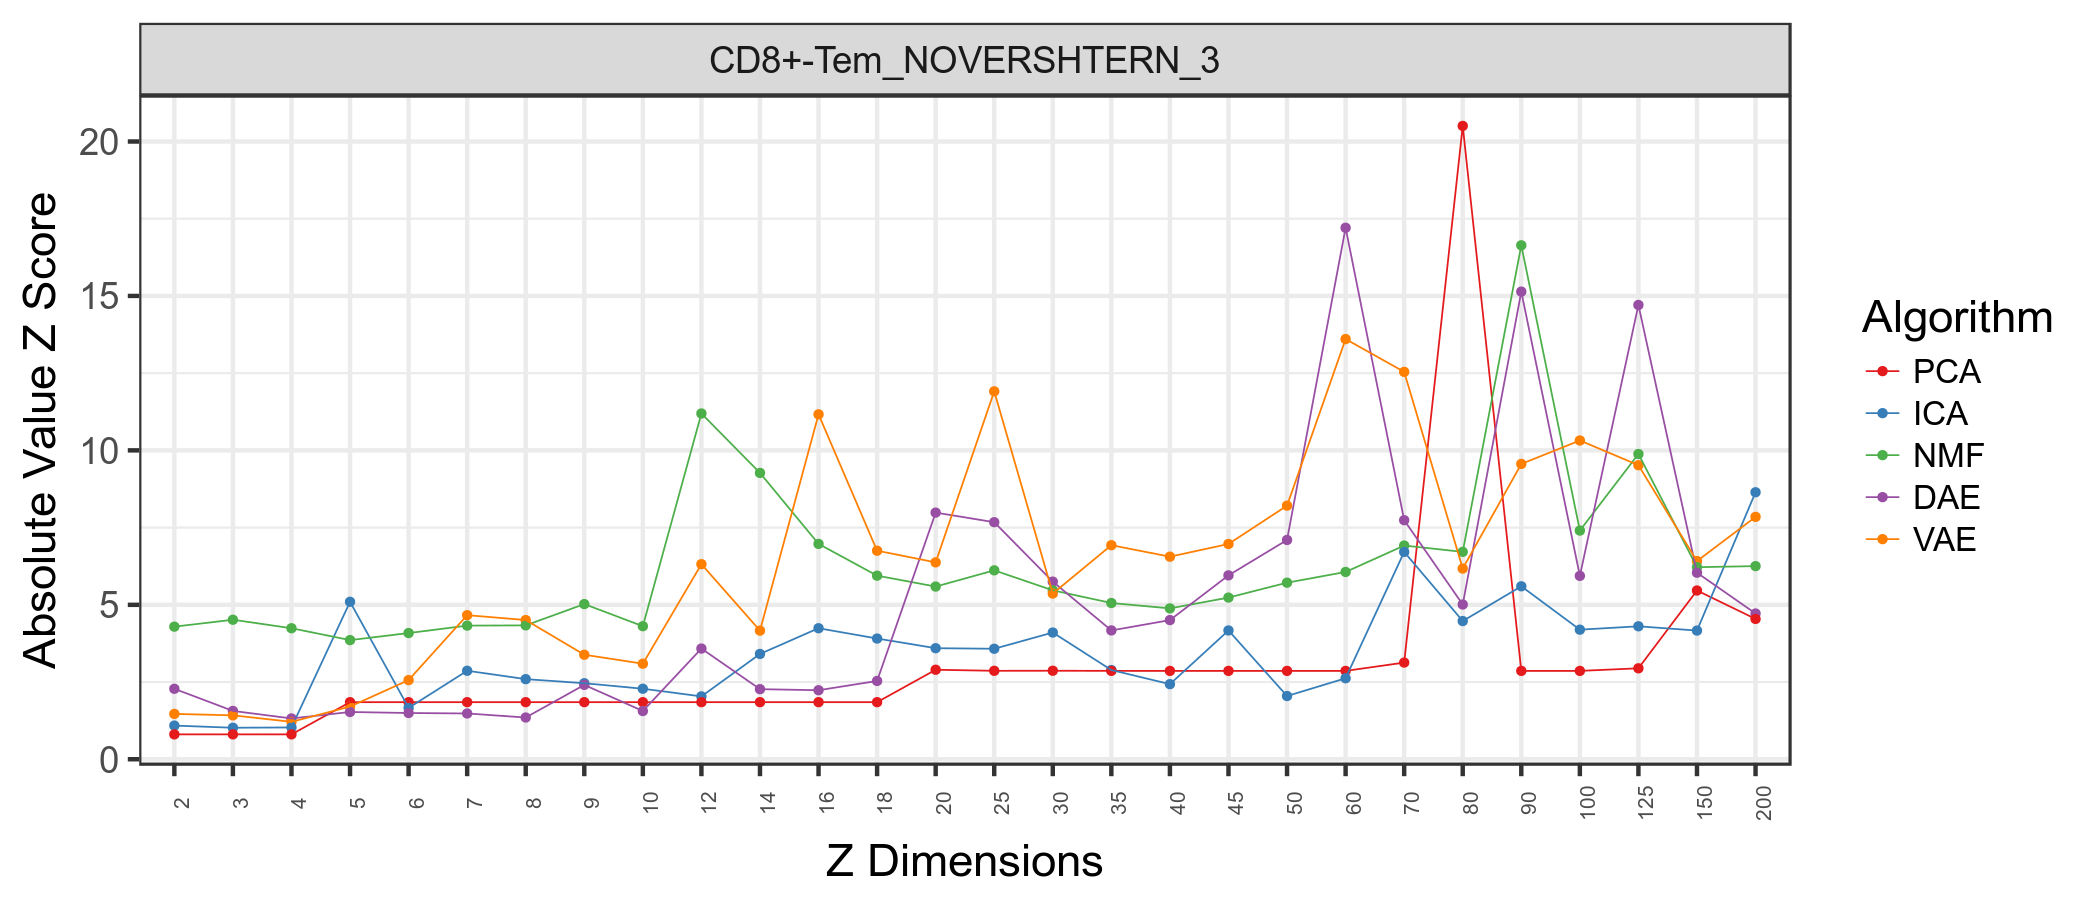 CD8+-Tem_NOVERSHTERN_3
Absolute Value Z Score
20
15
10
5
0
2 3 4 5 6 7 8 9 10 12 14 16 18 20 25 30 35 40 45 50 60 70 80 90 100 125 150 200
Z Dimensions
Algorithm
PCA
ICA
NMF
DAE
VAE